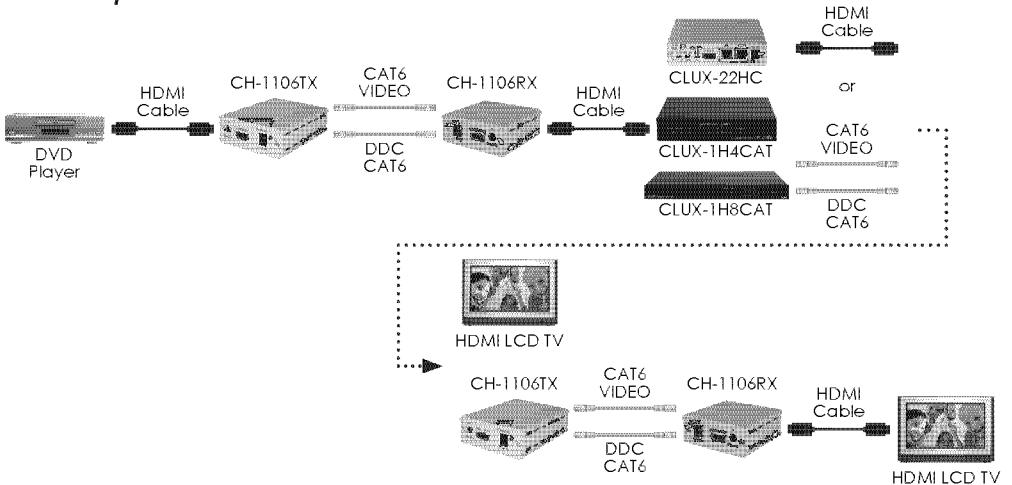 HDMI
Cable
CLUX-22HC
or
CH-1106TX
CAT6
VIDEO
CH-1106RX
HDMI
Cable
HDMI
Cable
DDC
CAT6
DVD
Player
CLUX-1H4CAT
CAT6
VIDEO
CLUX-1H8CAT
DDC
CAT6
HDMI LCD TV
CH-1106TX
CAT6
VIDEO
CH-1106RX
HDMI
Cable
DDC
CAT6
HDMI LCD TV